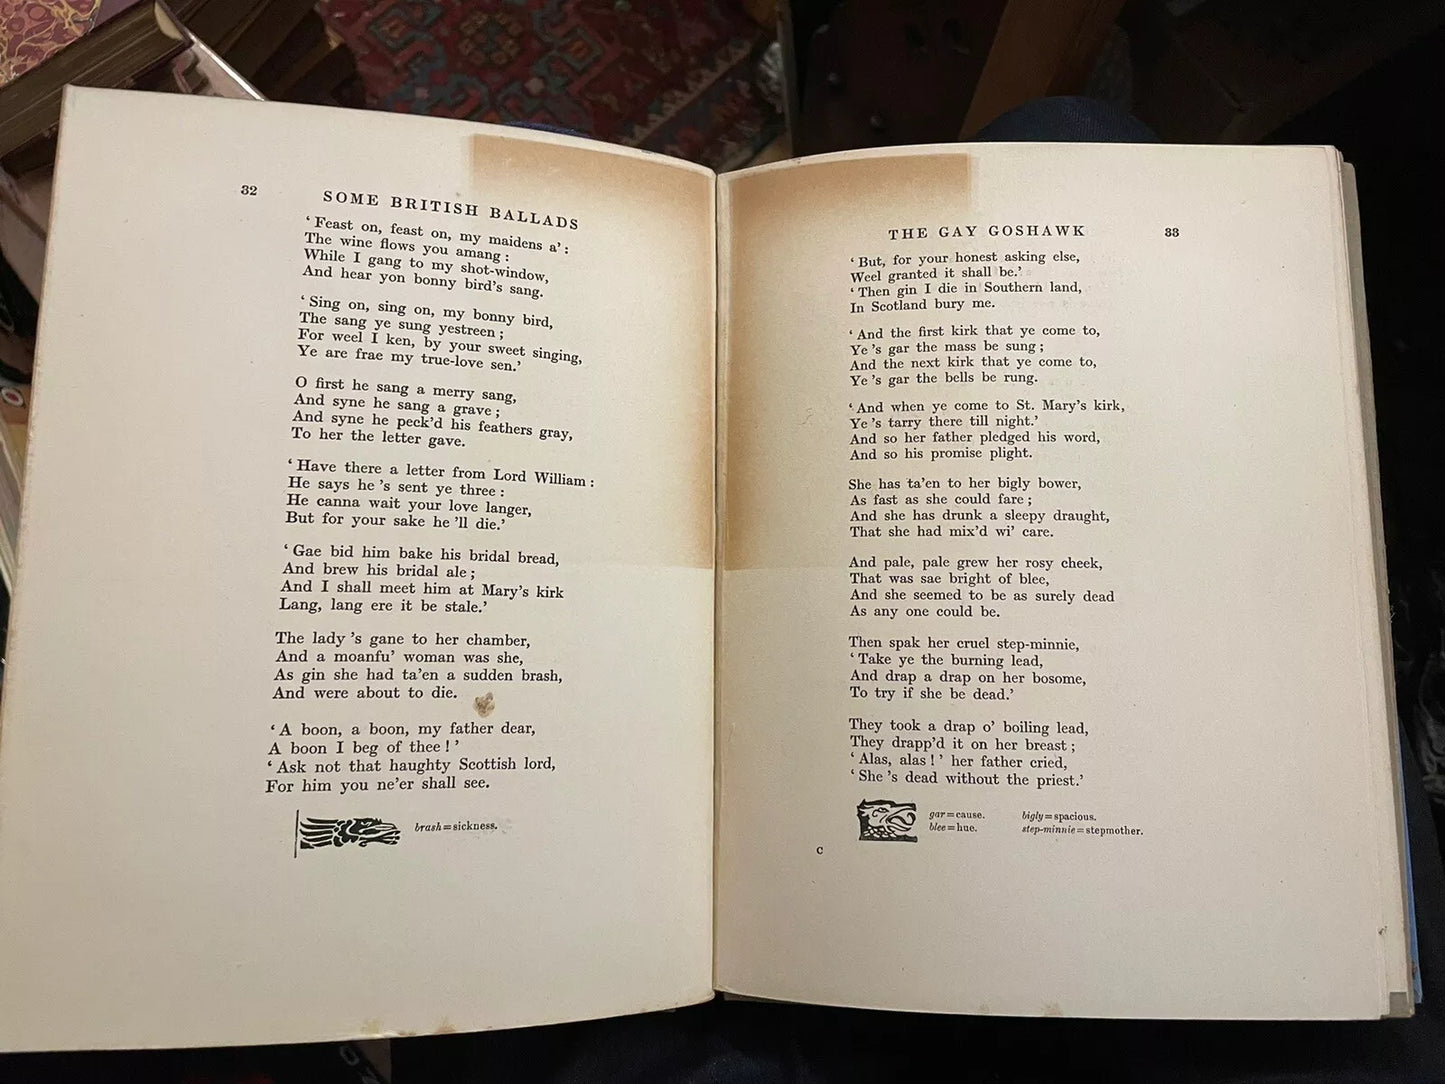 32
SOME BRITISH BALLADS
‘ Feast on, feast on, my maidens a’ :
The wine flows you amang :
While I gang to my shot-window,
And hear yon bonny bird’s sang.
‘ Sing on, sing on, my bonny bird,
The sang ye sung yestreen ;
For weel I ken, by your sweet singing,
Ye are frae my true-love sen.’
O first he sang a merry sang,
And syne he sang a grave ;
And syne he peck’d his feathers gray,
To her the letter gave.
‘ Have there a letter from Lord William :
He says he ’s sent ye three :
He canna wait your love langer,
But for your sake he ’ll die.’
‘ Gae bid him bake his bridal bread,
And brew his bridal ale ;
And I shall meet him at Mary’s kirk
Lang, lang ere it be stale.’
The lady ’s gane to her chamber,
And a moanfu’ woman was she,
As gin she had ta’en a sudden brash,
And were about to die.
‘ A boon, a boon, my father dear,
A boon I beg of thee ! ’
‘ Ask not that haughty Scottish lord,
For him you ne’er shall see.
brash=sickness.
THE GAY GOSHAWK
33
‘ But, for your honest asking else,
Weel granted it shall be.’
‘ Then gin I die in Southern land,
In Scotland bury me.
‘ And the first kirk that ye come to,
Ye ’s gar the mass be sung ;
And the next kirk that ye come to,
Ye ’s gar the bells be rung.
‘ And when ye come to St. Mary’s kirk,
Ye ’s tarry there till night.’
And so her father pledged his word,
And so his promise plight.
She has ta’en to her bigly bower,
As fast as she could fare ;
And she has drunk a sleepy draught,
That she had mix’d wi’ care.
And pale, pale grew her rosy cheek,
That was sae bright of blee,
And she seemed to be as surely dead
As any one could be.
Then spak her cruel step-minnie,
‘ Take ye the burning lead,
And drap a drap on her bosome,
To try if she be dead.’
They took a drap o’ boiling lead,
They drapp’d it on her breast ;
‘ Alas, alas ! ’ her father cried,
‘ She ’s dead without the priest.’
gar=cause. bigly=spacious.
blee=hue. step-minnie=stepmother.
C